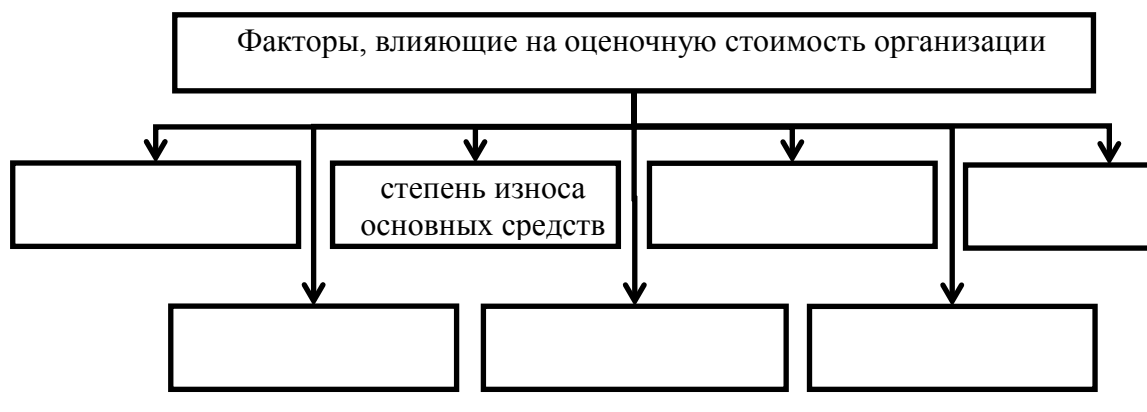 Факторы, влияющие на оценочную стоимость организации
степень износа
основных средств